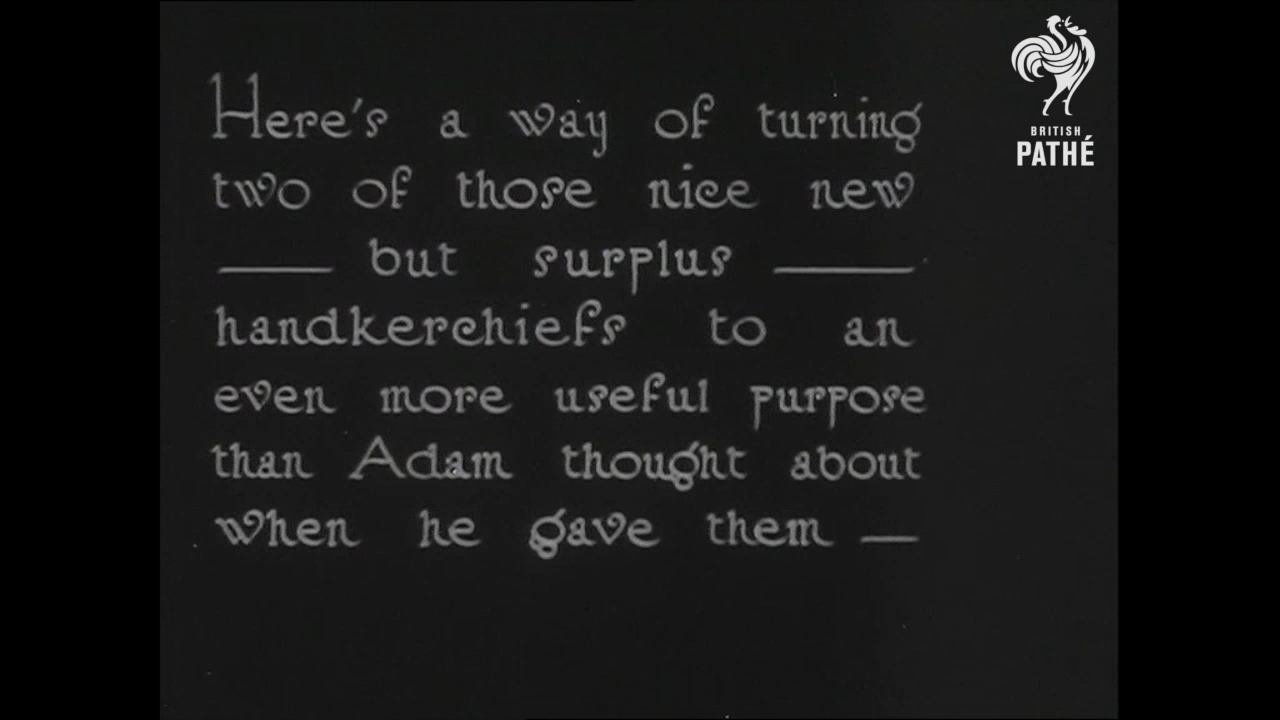 Here's a way of turning
two of those nice new
— but surplus —
handkerchiefs to an
even more useful purpose
than Adam thought about
when he gave them —
BRITISH
PATHÉ